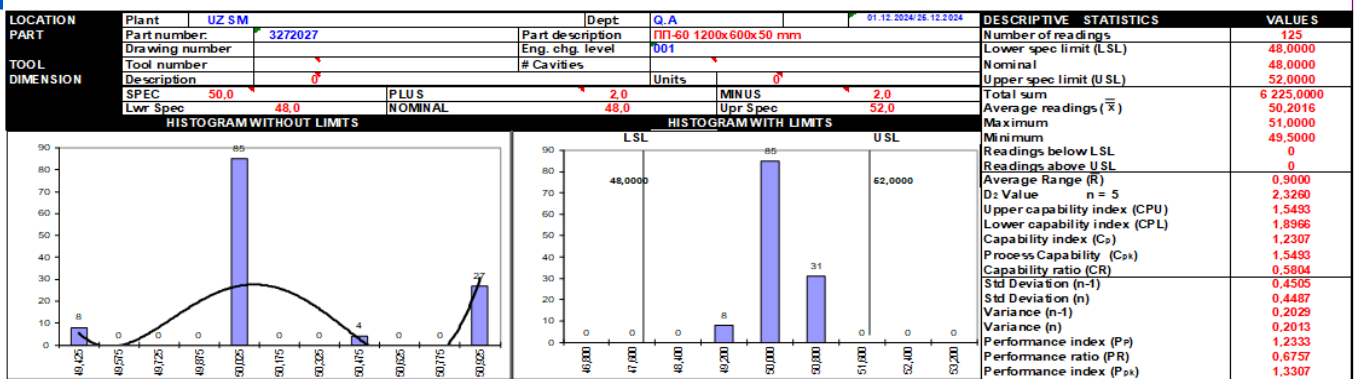 LOCATION Plant UZ SM Dept: Q.A 01.12.2024/25.12.2024 DESCRIPTIVE STATISTICS VALUES
PART Part number: 3272027 Part description ПП-60 1200x600x50 mm Number of readings 125
Drawing number Eng. chg. level 001 Lower spec limit (LSL) 48,0000
TOOL Tool number # Cavities Nominal 48,0000
DIMENSION Description 0 Units 0 Upper spec limit (USL) 52,0000
SPEC 50,0 PLUS 2,0 MINUS 2,0 Total sum 6 225,0000
Lwr Spec 48,0 NOMINAL 48,0 Upr Spec 52,0 Average readings (x̿) 50,2016
HISTOGRAM WITHOUT LIMITS HISTOGRAM WITH LIMITS Maximum 51,0000
LSL USL Minimum 49,5000
Readings below LSL 0
Readings above USL 0
Average Range (R̅) 0,9000
D2 Value n = 5 2,3260
Upper capability index (CPU) 1,5493
Lower capability index (CPL) 1,8966
Capability index (Cp) 1,2307
Process Capability (Cpk) 1,5493
Capability ratio (CR) 0,5804
Std Deviation (n-1) 0,4505
Std Deviation (n) 0,4487
Variance (n-1) 0,2029
Variance (n) 0,2013
Performance index (PP) 1,2333
Performance ratio (PR) 0,6757
Performance index (Ppk) 1,3307
90
80
70
60
50
40
30
20
10
0
8 0 0 0 85 0 0 4 0 0 27
49,425 49,575 49,725 49,875 50,025 50,175 50,325 50,475 50,625 50,775 50,925
90
80
70
60
50
40
30
20
10
0
48,0000 52,0000
0 0 0 8 85 31 0 0 0
46,800 47,600 48,400 49,200 50,000 50,800 51,600 52,400 53,200